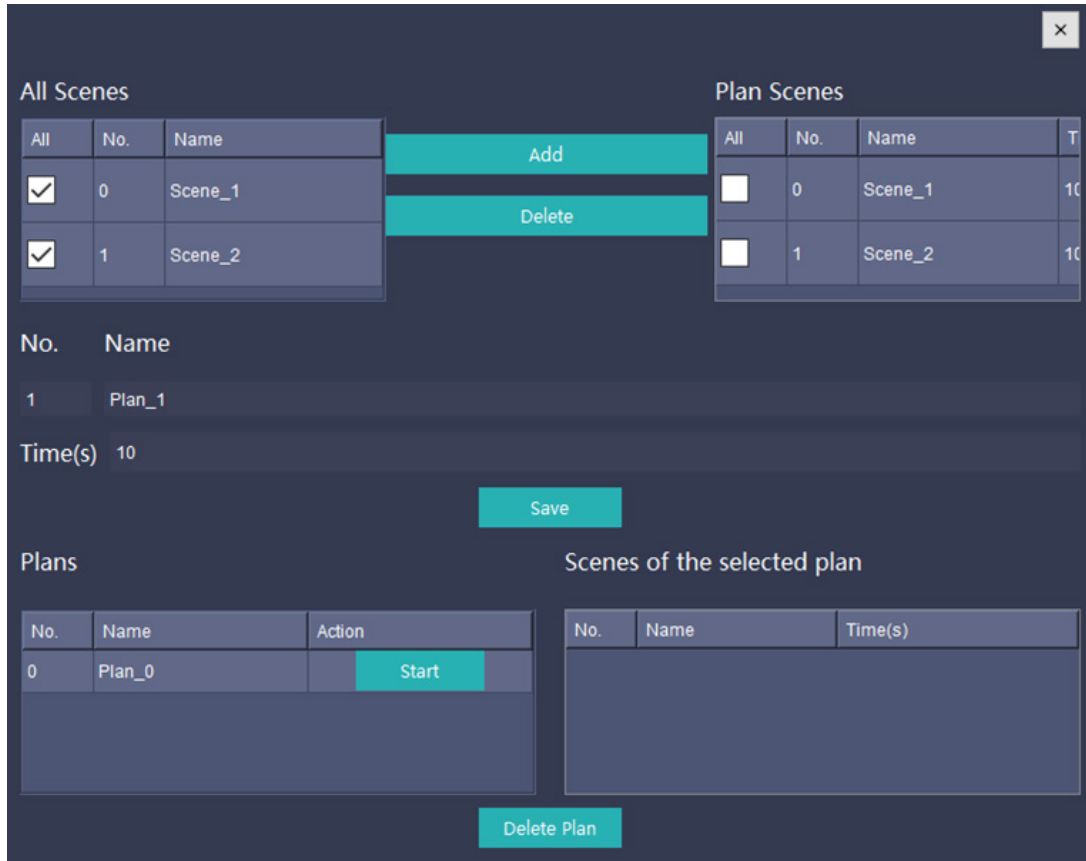 ×
All Scenes
Plan Scenes
All No. Name
0 Scene_1
1 Scene_2
Add
Delete
All No. Name T
0 Scene_1 10
1 Scene_2 10
No. Name
1 Plan_1
Time(s) 10
Save
Plans
Scenes of the selected plan
No. Name Action
0 Plan_0 Start
No. Name Time(s)
Delete Plan